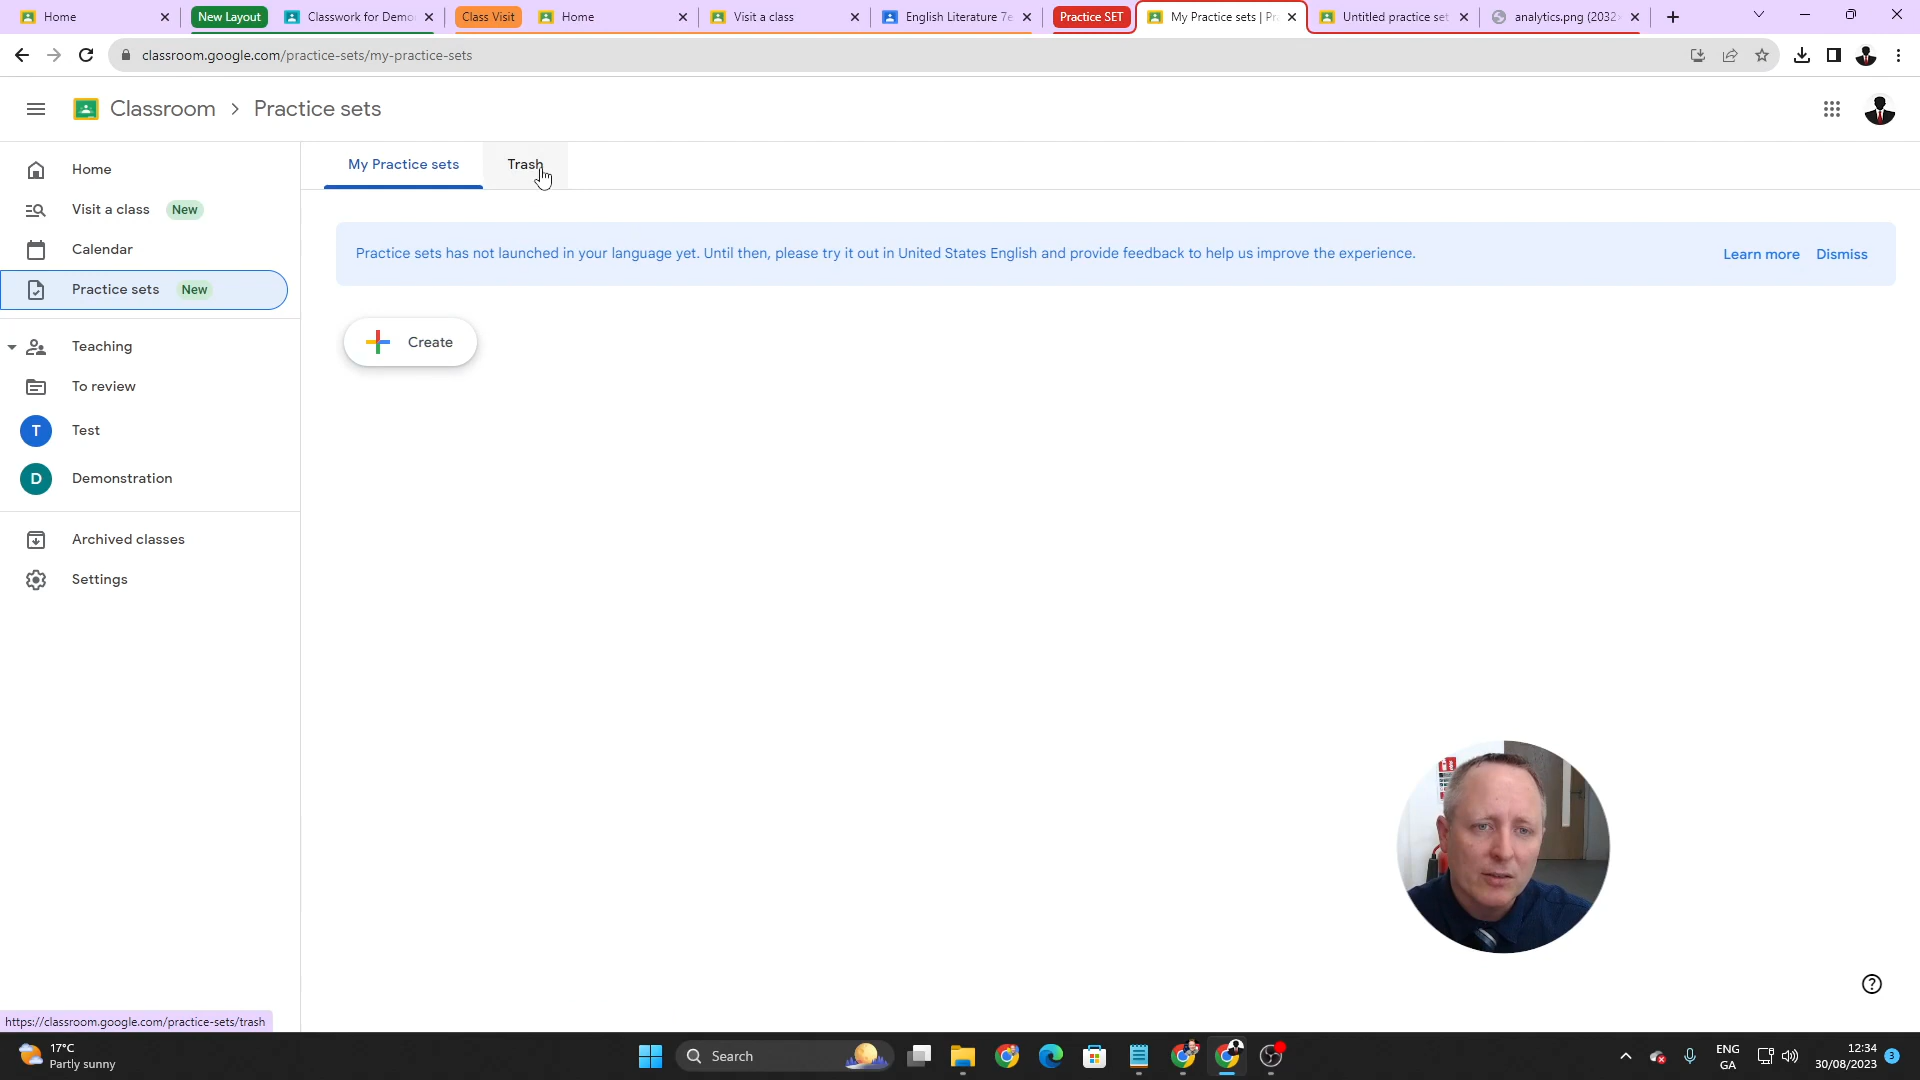 Home
New Layout
Classwork for Demo
Class Visit
Home
Visit a class
English Literature 7e
Practice SET
My Practice sets | Pr
Untitled practice set
analytics.png (2032
classroom.google.com/practice-sets/my-practice-sets
Classroom > Practice sets
My Practice sets
Trash
Home
Visit a class New
Calendar
Practice sets New
Teaching
To review
T Test
D Demonstration
Archived classes
Settings
Practice sets has not launched in your language yet. Until then, please try it out in United States English and provide feedback to help us improve the experience.
Learn more
Dismiss
Create
https://classroom.google.com/practice-sets/trash
17°C
Partly sunny
Search
ENG
GA
12:34
30/08/2023
3